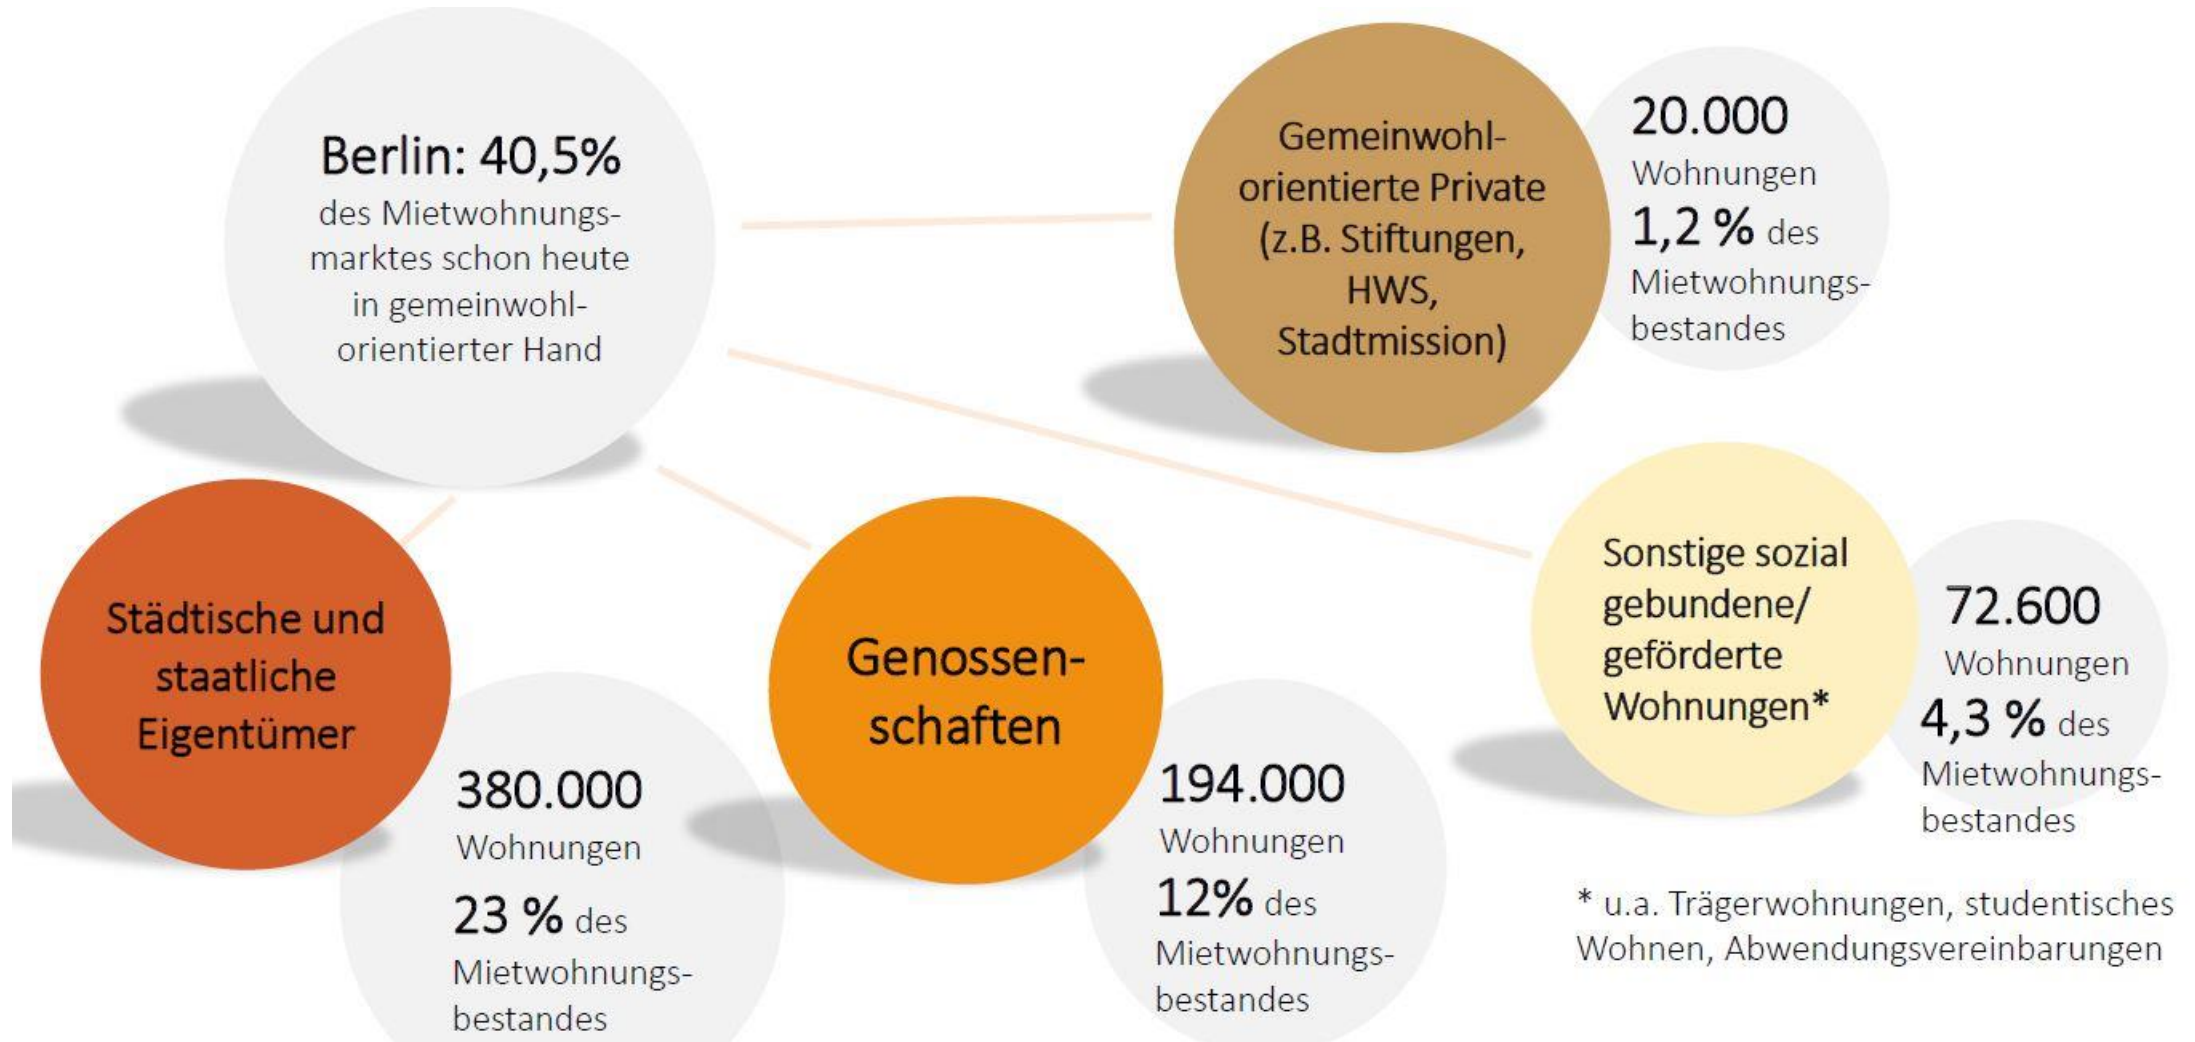 Berlin: 40,5%
des Mietwohnungs-
marktes schon heute
in gemeinwohl-
orientierter Hand
Gemeinwohl-
orientierte Private
(z.B. Stiftungen,
HWS,
Stadtmission)
20.000
Wohnungen
1,2 % des
Mietwohnungs-
bestandes
Städtische und
staatliche
Eigentümer
380.000
Wohnungen
23 % des
Mietwohnungs-
bestandes
Genossen-
schaften
194.000
Wohnungen
12% des
Mietwohnungs-
bestandes
Sonstige sozial
gebundene/
geförderte
Wohnungen*
72.600
Wohnungen
4,3 % des
Mietwohnungs-
bestandes
* u.a. Trägerwohnungen, studentisches
Wohnen, Abwendungsvereinbarungen